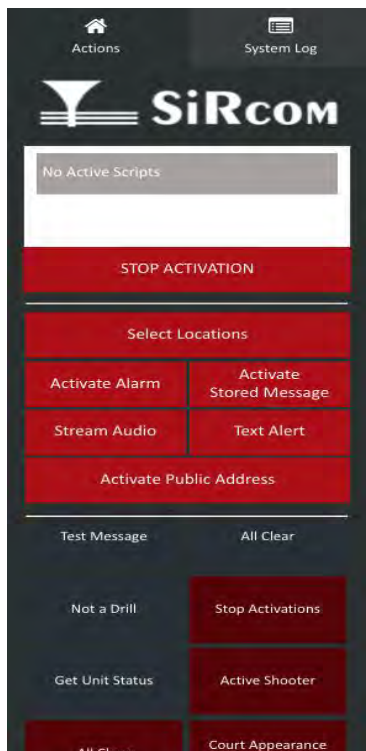 Actions
System Log
SiRcom
No Active Scripts
STOP ACTIVATION
Select Locations
Activate Alarm
Activate
Stored Message
Stream Audio
Text Alert
Activate Public Address
Test Message
All Clear
Not a Drill
Stop Activations
Get Unit Status
Active Shooter
All Clear
Court Appearance